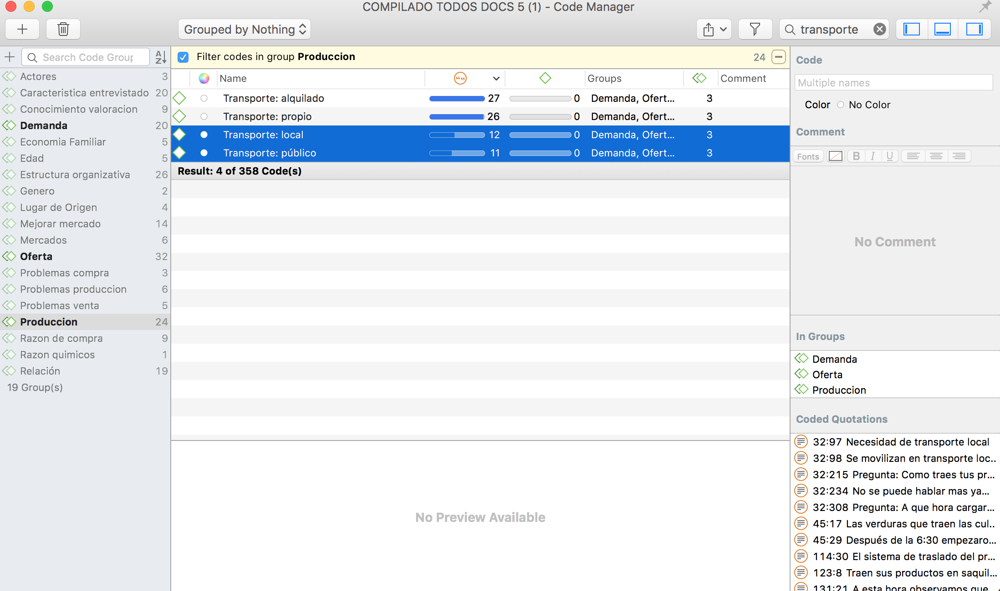 COMPILADO TODOS DOCS 5 (1) - Code Manager
Grouped by Nothing
transporte
Search Code Group
Filter codes in group Produccion 24
Name Groups Comment
Actores 3
Caracteristica entrevistado 20
Conocimiento valoracion 9
Demanda 20
Economia Familiar 5
Edad 5
Estructura organizativa 26
Genero 2
Lugar de Origen 4
Mejorar mercado 14
Mercados 6
Oferta 32
Problemas compra 3
Problemas produccion 6
Problemas venta 5
Produccion 24
Razon de compra 9
Razon quimicos 1
Relación 19
19 Group(s)
Transporte: alquilado 27 0 Demanda, Ofert... 3
Transporte: propio 26 0 Demanda, Ofert... 3
Transporte: local 12 0 Demanda, Ofert... 3
Transporte: público 11 0 Demanda, Ofert... 3
Result: 4 of 358 Code(s)
No Preview Available
Code
Multiple names
Color No Color
Comment
Fonts B I U
No Comment
In Groups
Demanda
Oferta
Produccion
Coded Quotations
32:97 Necesidad de transporte local
32:98 Se movilizan en transporte loc..
32:215 Pregunta: Como traes tus pr...
32:234 No se puede hablar mas ya...
32:308 Pregunta: A que hora cargar...
45:17 Las verduras que traen las cul..
45:29 Después de la 6:30 empezaro...
114:30 El sistema de traslado del pr...
123:8 Traen sus productos en saquil...
131:21 A esta hora observamos que